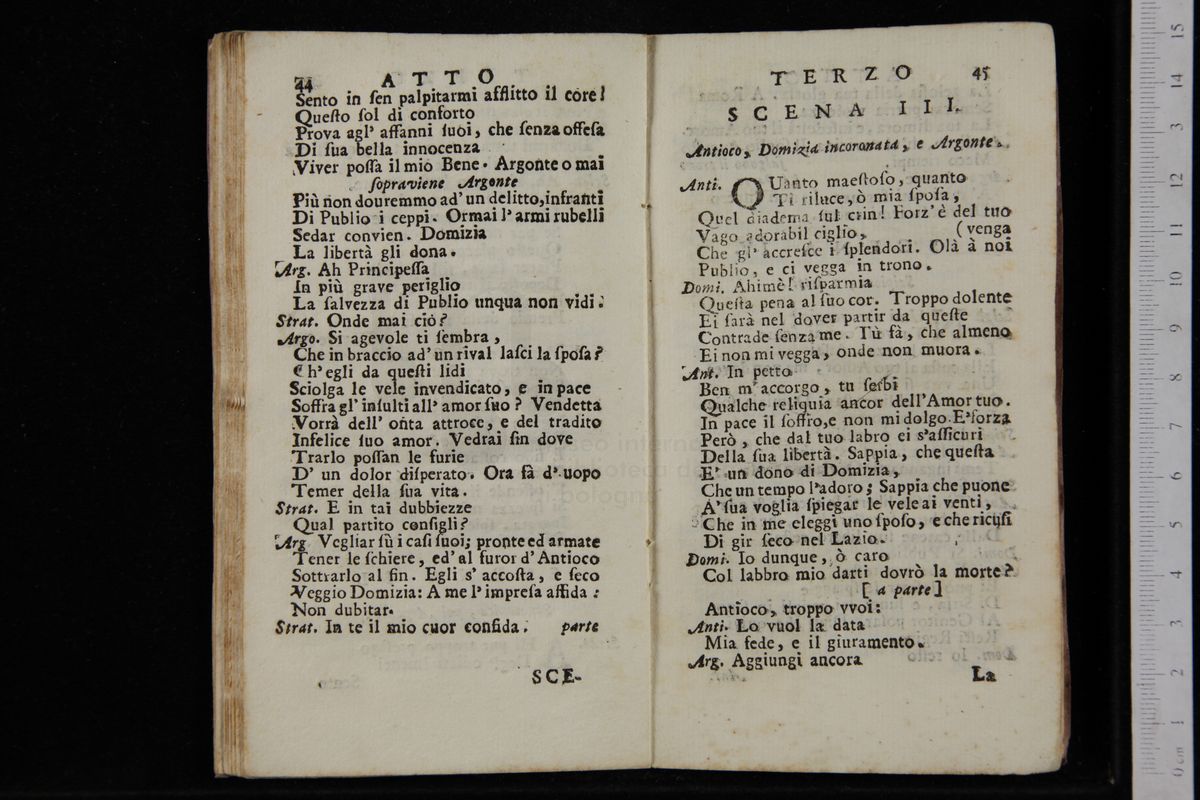 44 ATTO
Sento in ſen palpitarmi afflitto il core!
Queſto ſol di conforto
Prova agl' affanni ſuoi, che ſenza offeſa
Di ſua bella innocenza
Viver poſſa il mio Bene. Argonte o mai
ſopraviene Argonte
Più non douremmo ad' un delitto, infranti
Di Publio i ceppi. Ormai l' armi rubelli
Sedar convien. Domizia
La libertà gli dona.
Arg. Ah Principeſſa
In più grave periglio
La ſalvezza di Publio unqua non vidi.
Strat. Onde mai ciò?
Argo. Si agevole ti ſembra,
Che in braccio ad' un rival laſci la ſpoſa?
Ch' egli da queſti lidi
Sciolga le vele invendicato, e in pace
Soffra gl' inſulti all' amor ſuo? Vendetta
Vorrà dell' onta attroce, e del tradito
Infelice ſuo amor. Vedrai fin dove
Trarlo poſſan le furie
D' un dolor diſperato. Ora fà d' uopo
Temer della ſua vita.
Strat. E in tai dubbiezze
Qual partito conſigli?
Arg. Vegliar ſù i caſi ſuoi; pronte ed armate
Tener le ſchiere, ed' al furor d' Antioco
Sottrarlo al fin. Egli s' accoſta, e ſeco
Veggio Domizia: A me l' impreſa affida:
Non dubitar.
Strat. In te il mio cuor confida. parte
SCE-
TERZO 45
SCENA III.
Antioco, Domizia incoronata, e Argonte.
Anti. QUanto maeſtoſo, quanto
Ti riluce, ò mia ſpoſa,
Quel diadema ſul crin! Forz' è del tuo
Vago adorabil ciglio, (venga
Che gl' accreſce i ſplendori. Olà à noi
Publio, e ci vegga in trono.
Domi. Ahimè! riſparmia
Queſta pena al ſuo cor. Troppo dolente
Ei ſarà nel dover partir da queſte
Contrade ſenza me. Tù fà, che almeno
Ei non mi vegga, onde non muora.
Ant. In petto
Ben m' accorgo, tu ſerbi
Qualche reliquia ancor dell' Amor tuo.
In pace il ſoffro, e non mi dolgo. E' forza
Però, che dal tuo labro ei s' aſſicuri
Della ſua libertà. Sappia, che queſta
E' un dono di Domizia,
Che un tempo l' adorò; Sappia che puone
A' ſua voglia ſpiegar le vele ai venti,
Che in me eleggi uno ſpoſo, e che ricuſi
Di gir ſeco nel Lazio.
Domi. Io dunque, ò caro
Col labbro mio darti dovrò la morte?
[ a parte ]
Antioco, troppo vvoi:
Anti. Lo vuol la data
Mia fede, e il giuramento.
Arg. Aggiungi ancora
La